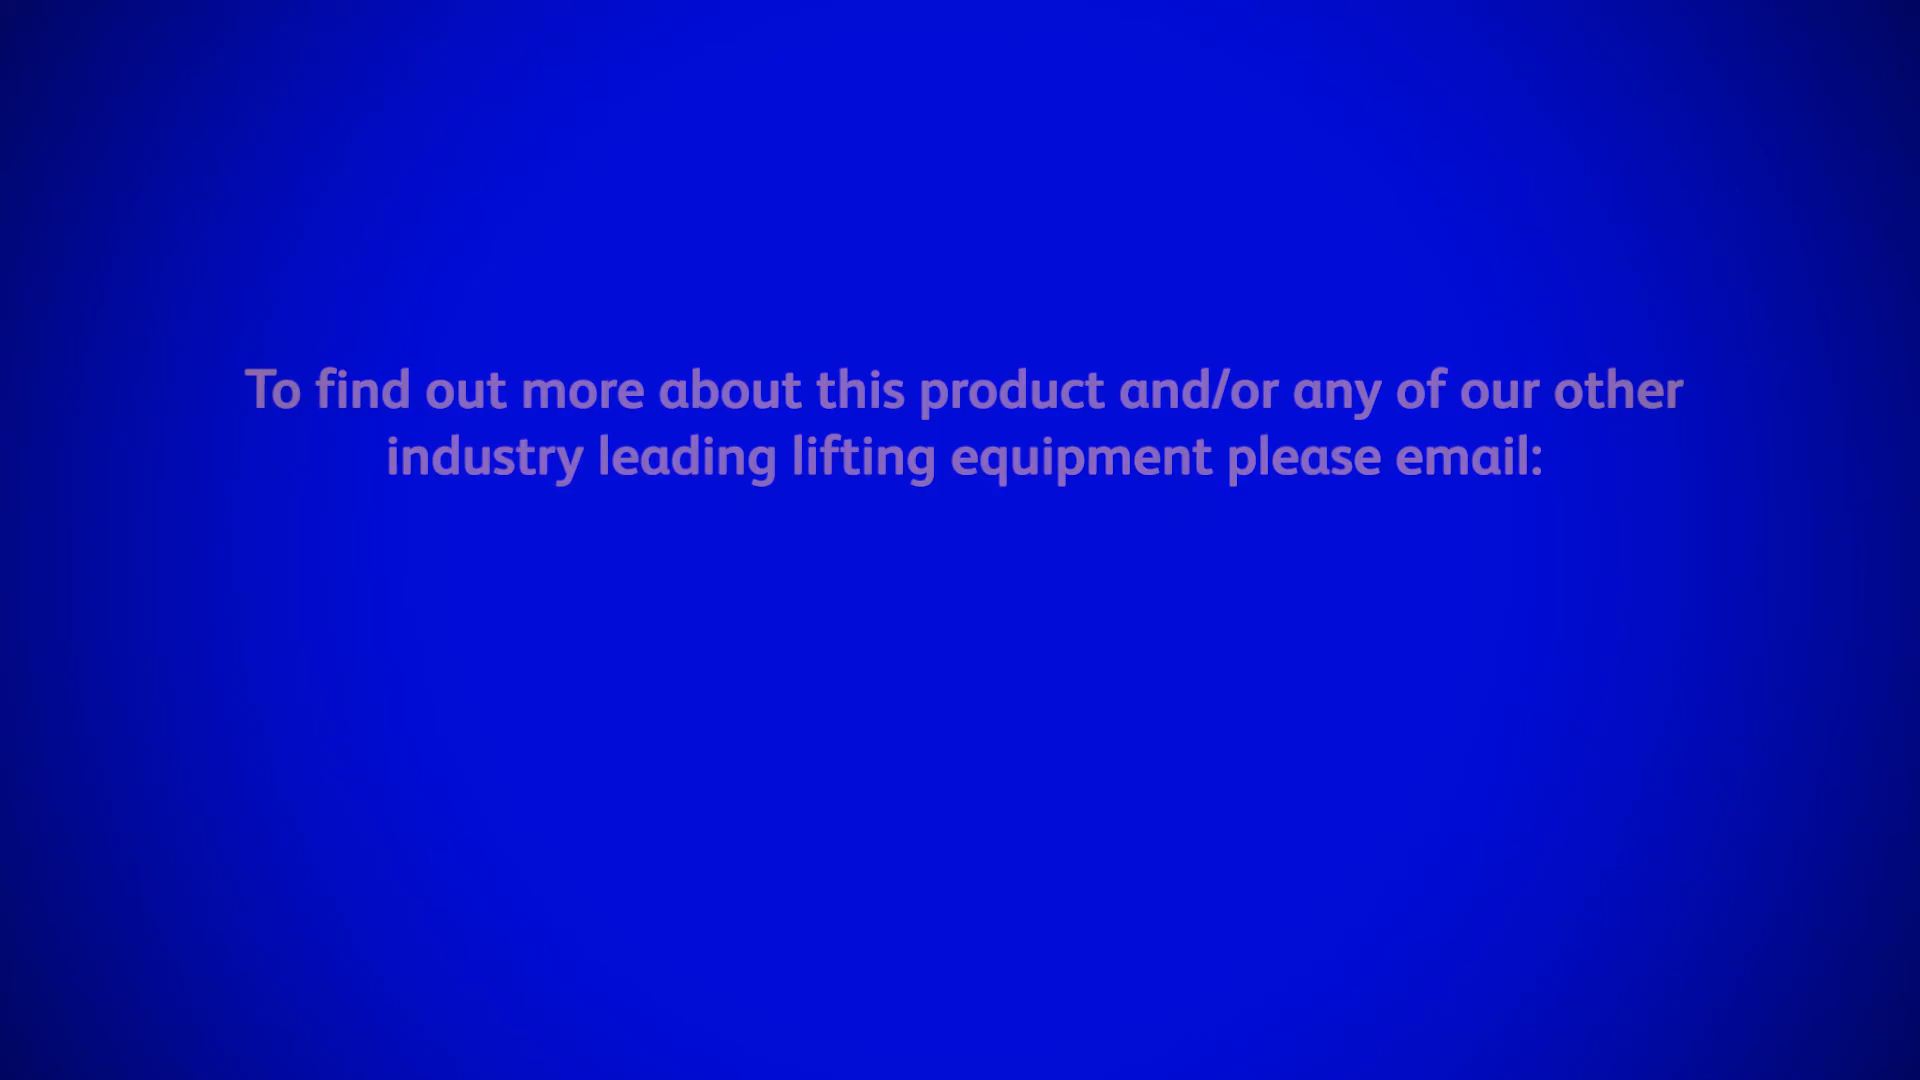 To find out more about this product and/or any of our other
industry leading lifting equipment please email: